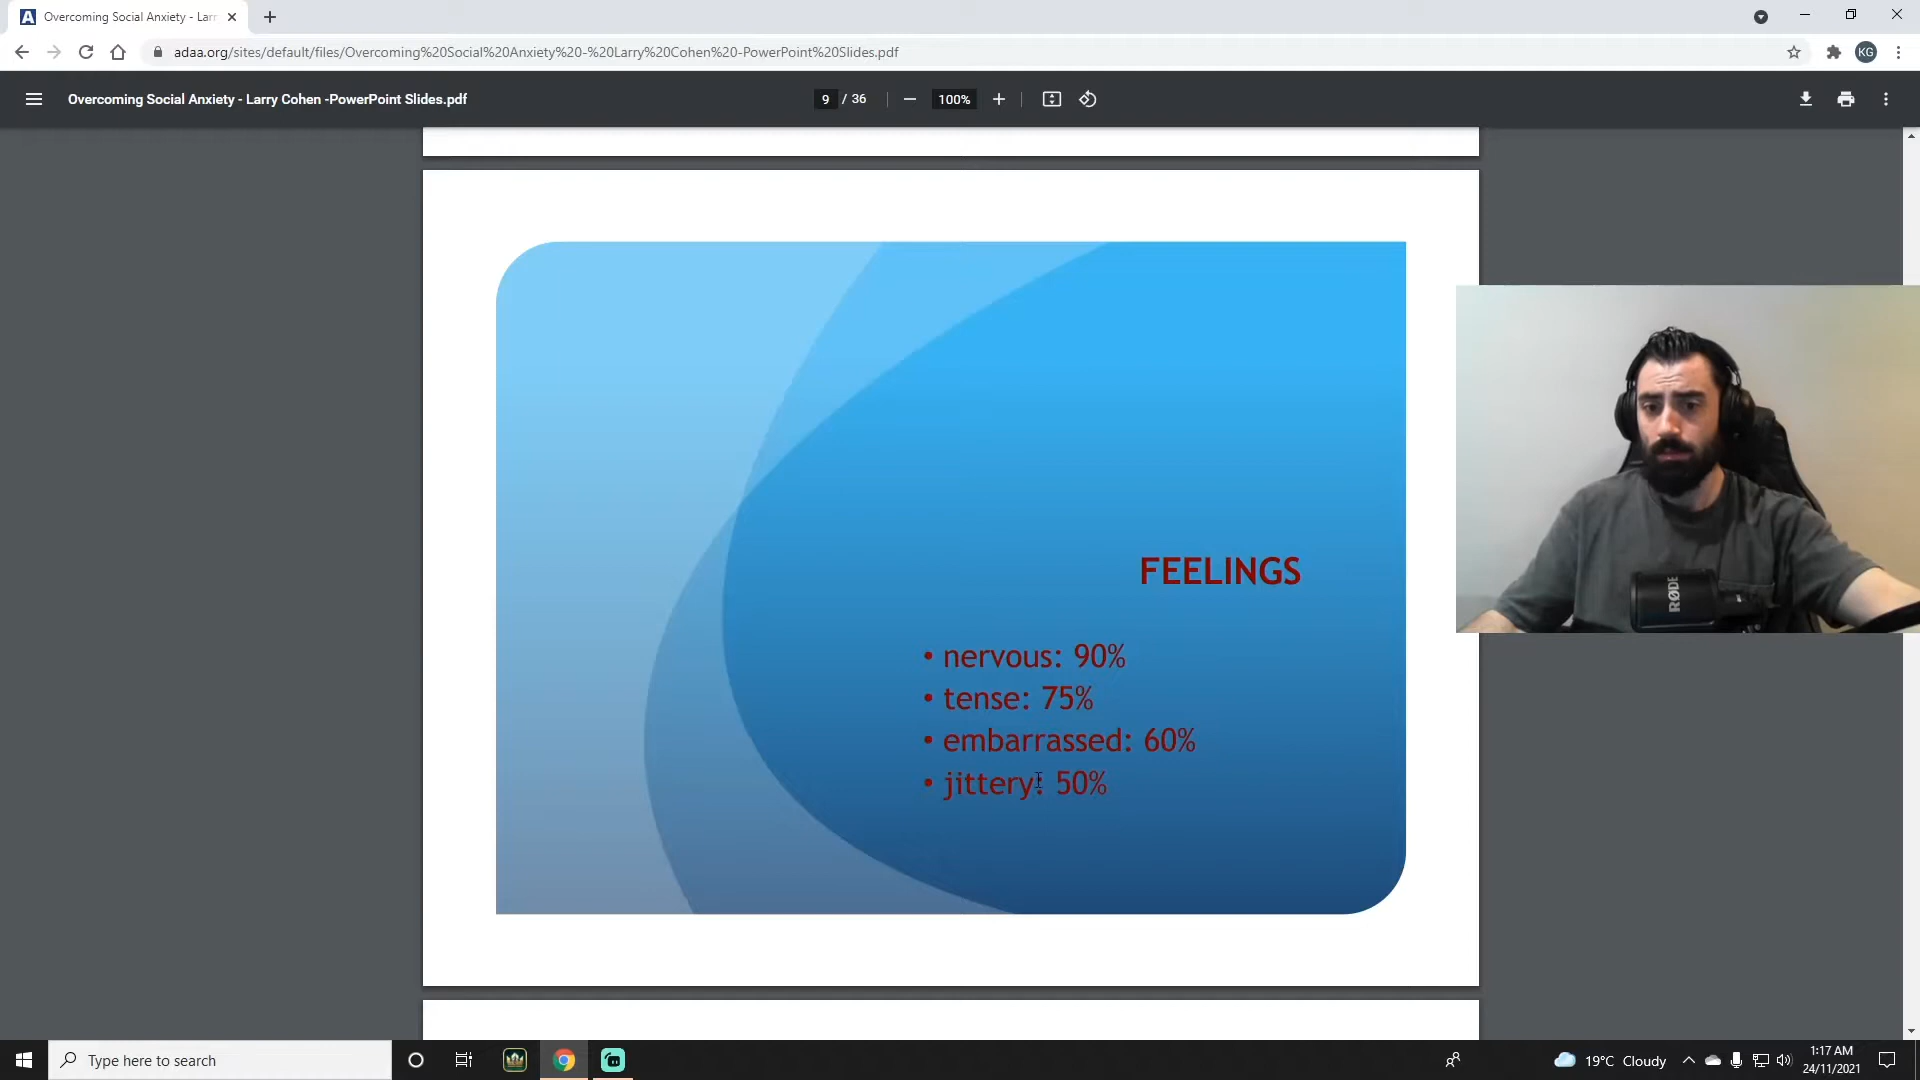 Overcoming Social Anxiety - Larr
adaa.org/sites/default/files/Overcoming%20Social%20Anxiety%20-%20Larry%20Cohen%20-PowerPoint%20Slides.pdf
KG
Overcoming Social Anxiety - Larry Cohen -PowerPoint Slides.pdf
9 / 36
100%
FEELINGS
• nervous: 90%
• tense: 75%
• embarrassed: 60%
• jittery: 50%
RØDE
Type here to search
19°C Cloudy
1:17 AM
24/11/2021